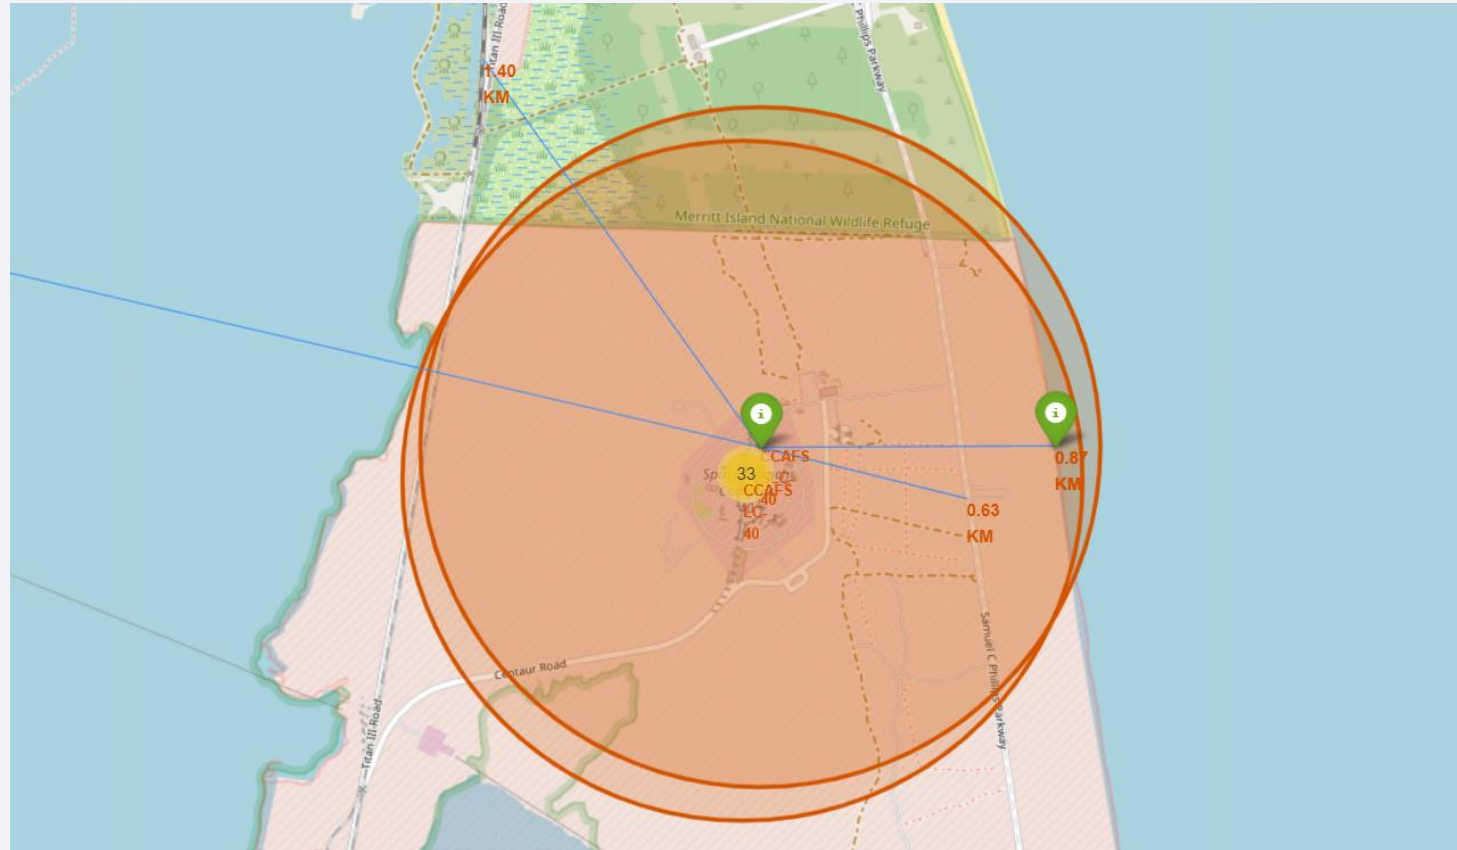 Titan III Road
Phillips Parkway
1.40
KM
Merritt Island National Wildlife Refuge
CCAFS
33
CCAFS
40
LC-
40
0.87
KM
0.63
KM
Centaur Road
Titan III Road
Samuel C Phillips Parkway